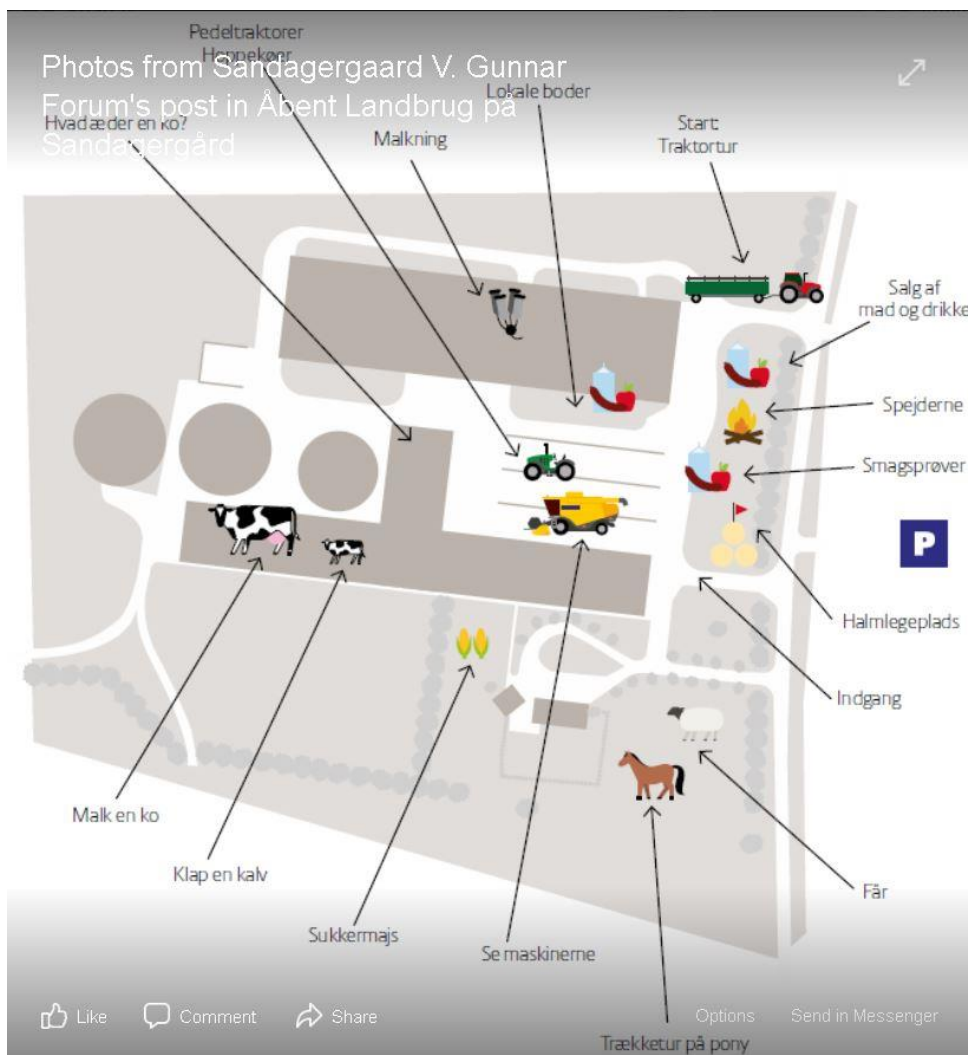 Pedeltraktorer
Hoppekøer
Photos from Sandagergaard V. Gunnar
Forum's post in Åbent Landbrug på
Sandagergård
Lokale boder
Hvad æder en ko?
Malkning
Start:
Traktortur
Salg af
mad og drikke
Spejderne
Smagsprøver
P
Halmlegeplads
Indgang
Malk en ko
Klap en kalv
Får
Sukkermajs
Se maskinerne
Like
Comment
Share
Options
Send in Messenger
Trækketur på pony